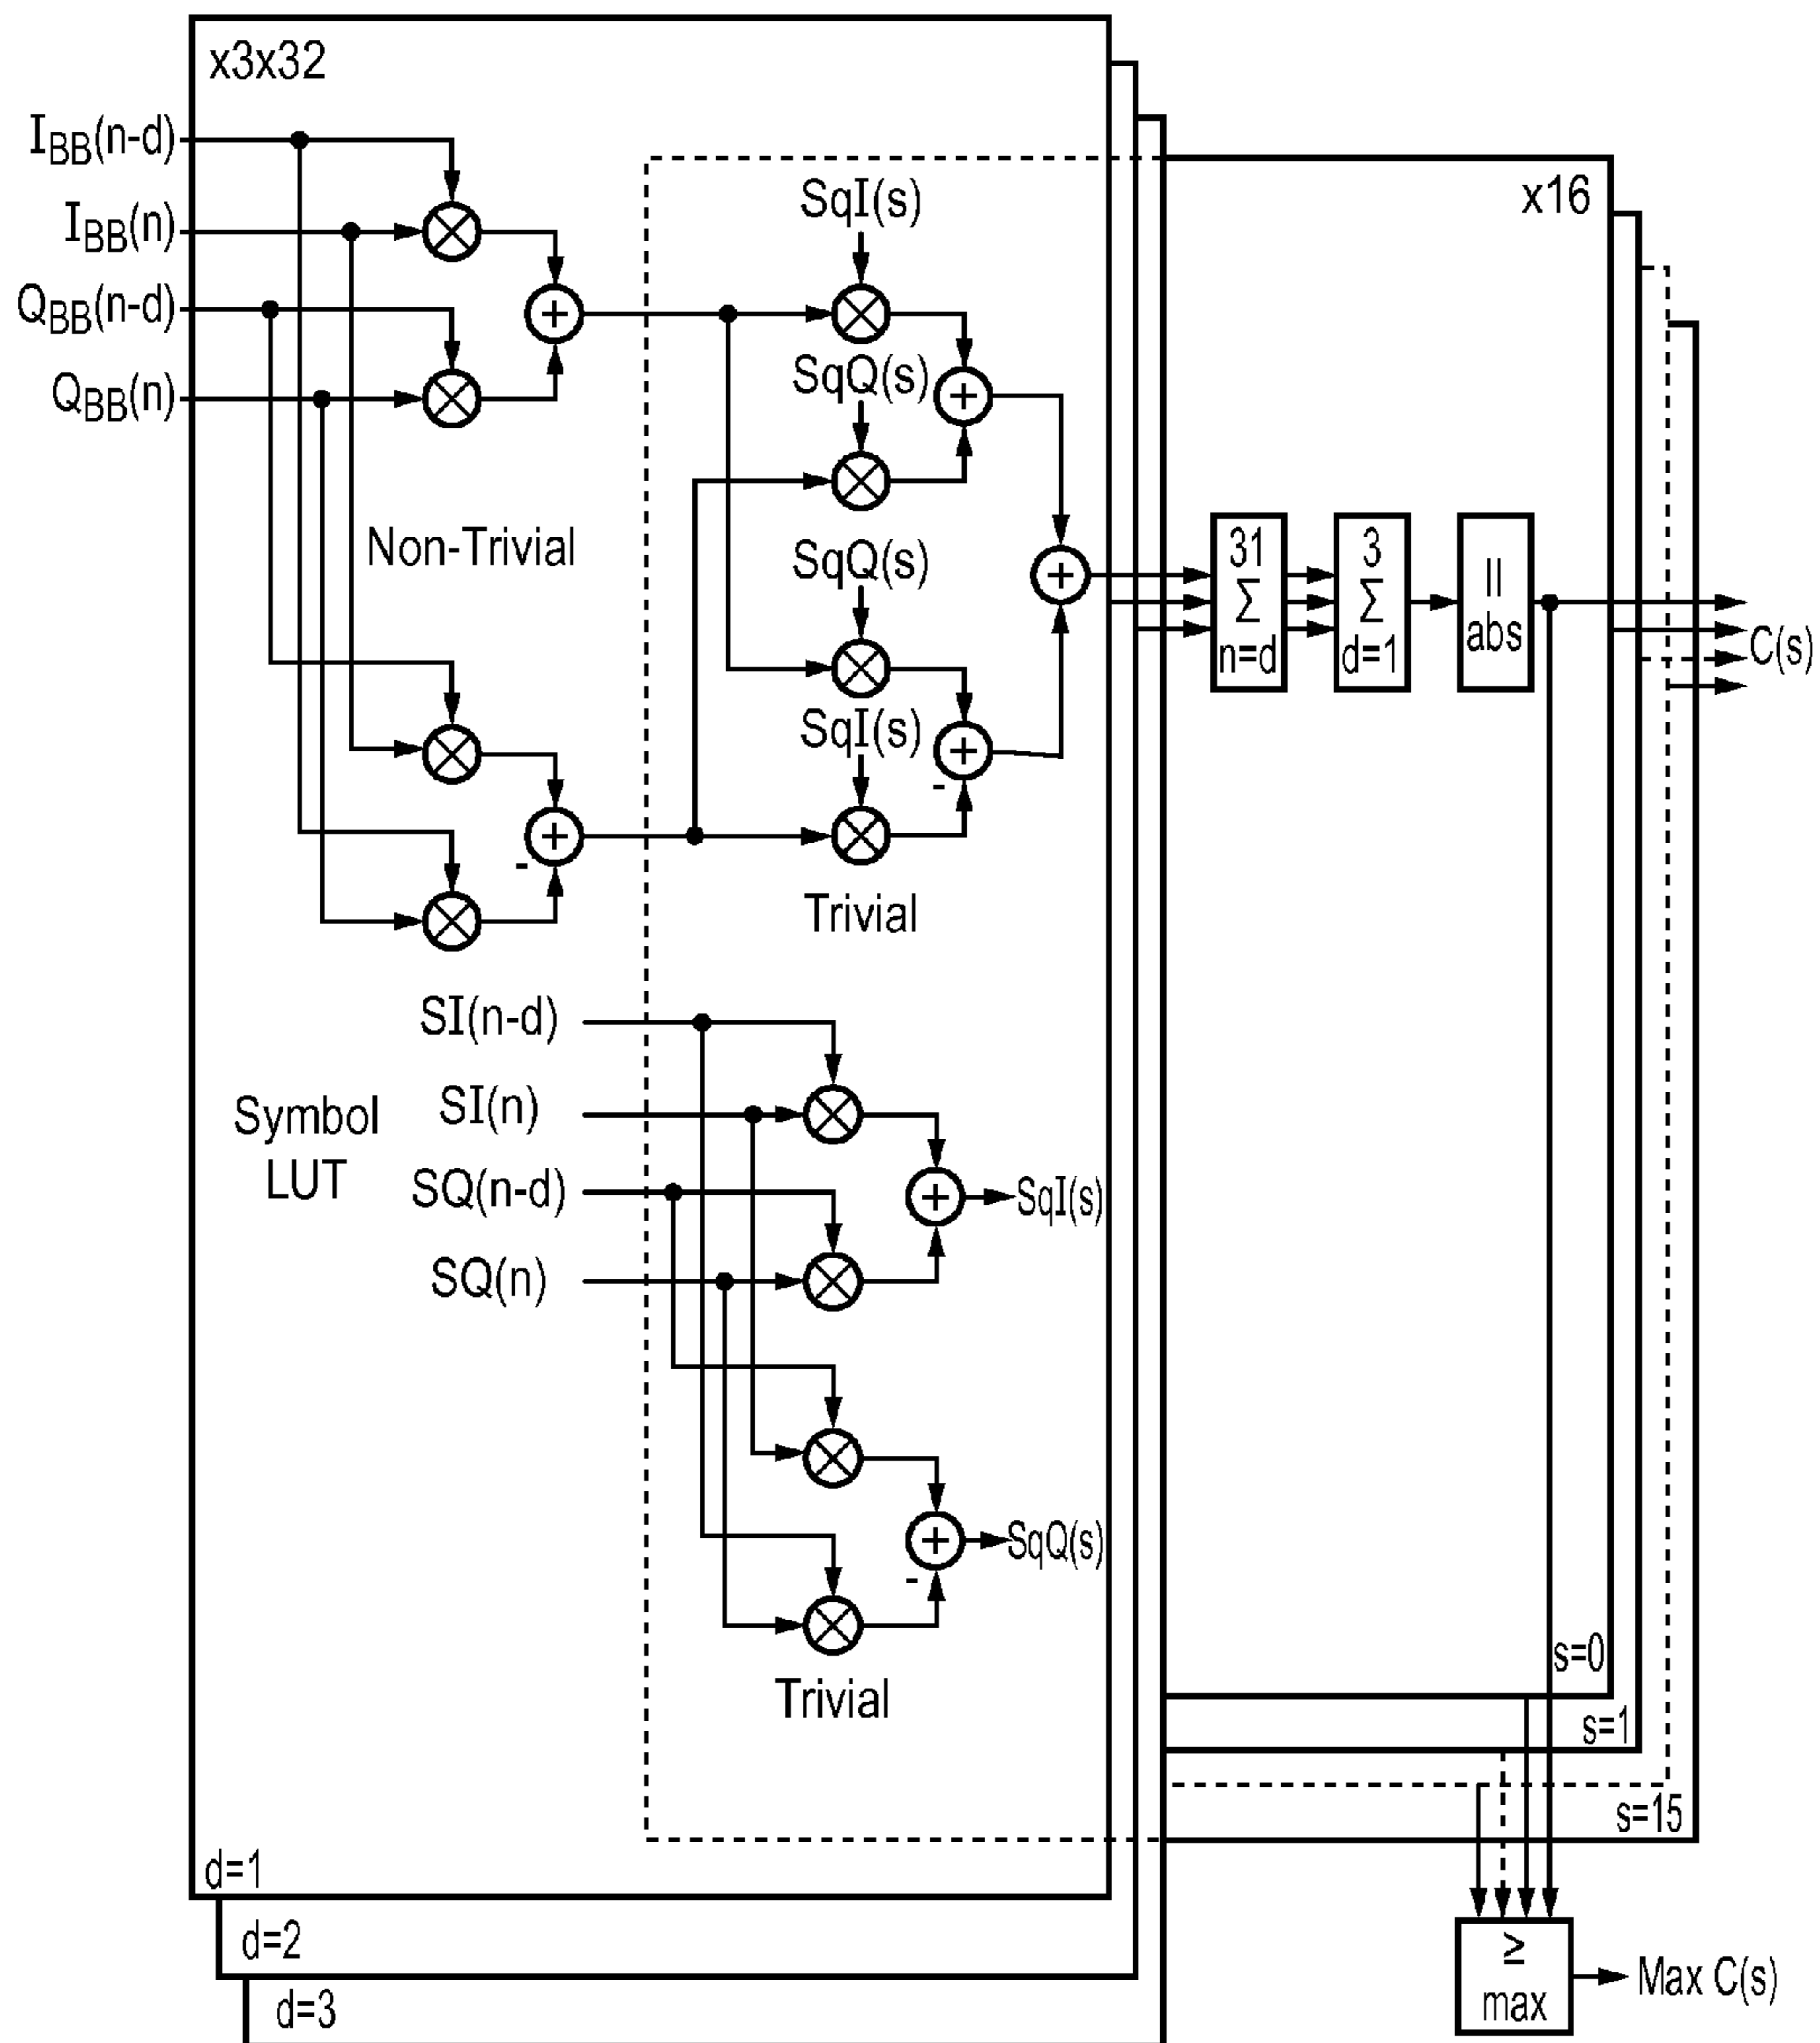 x3x32
I_BB(n-d)
I_BB(n)
Q_BB(n-d)
Q_BB(n)
Non-Trivial
x16
SqI(s)
SqQ(s)
SqQ(s)
SqI(s)
Trivial
+
+
+
+
+
-
-
31
Σ
n=d
3
Σ
d=1
||
abs
C(s)
Symbol
LUT
SI(n-d)
SI(n)
SQ(n-d)
SQ(n)
+
SqI(s)
+
-
SqQ(s)
Trivial
s=0
s=1
s=15
d=1
d=2
d=3
≥
max
Max C(s)